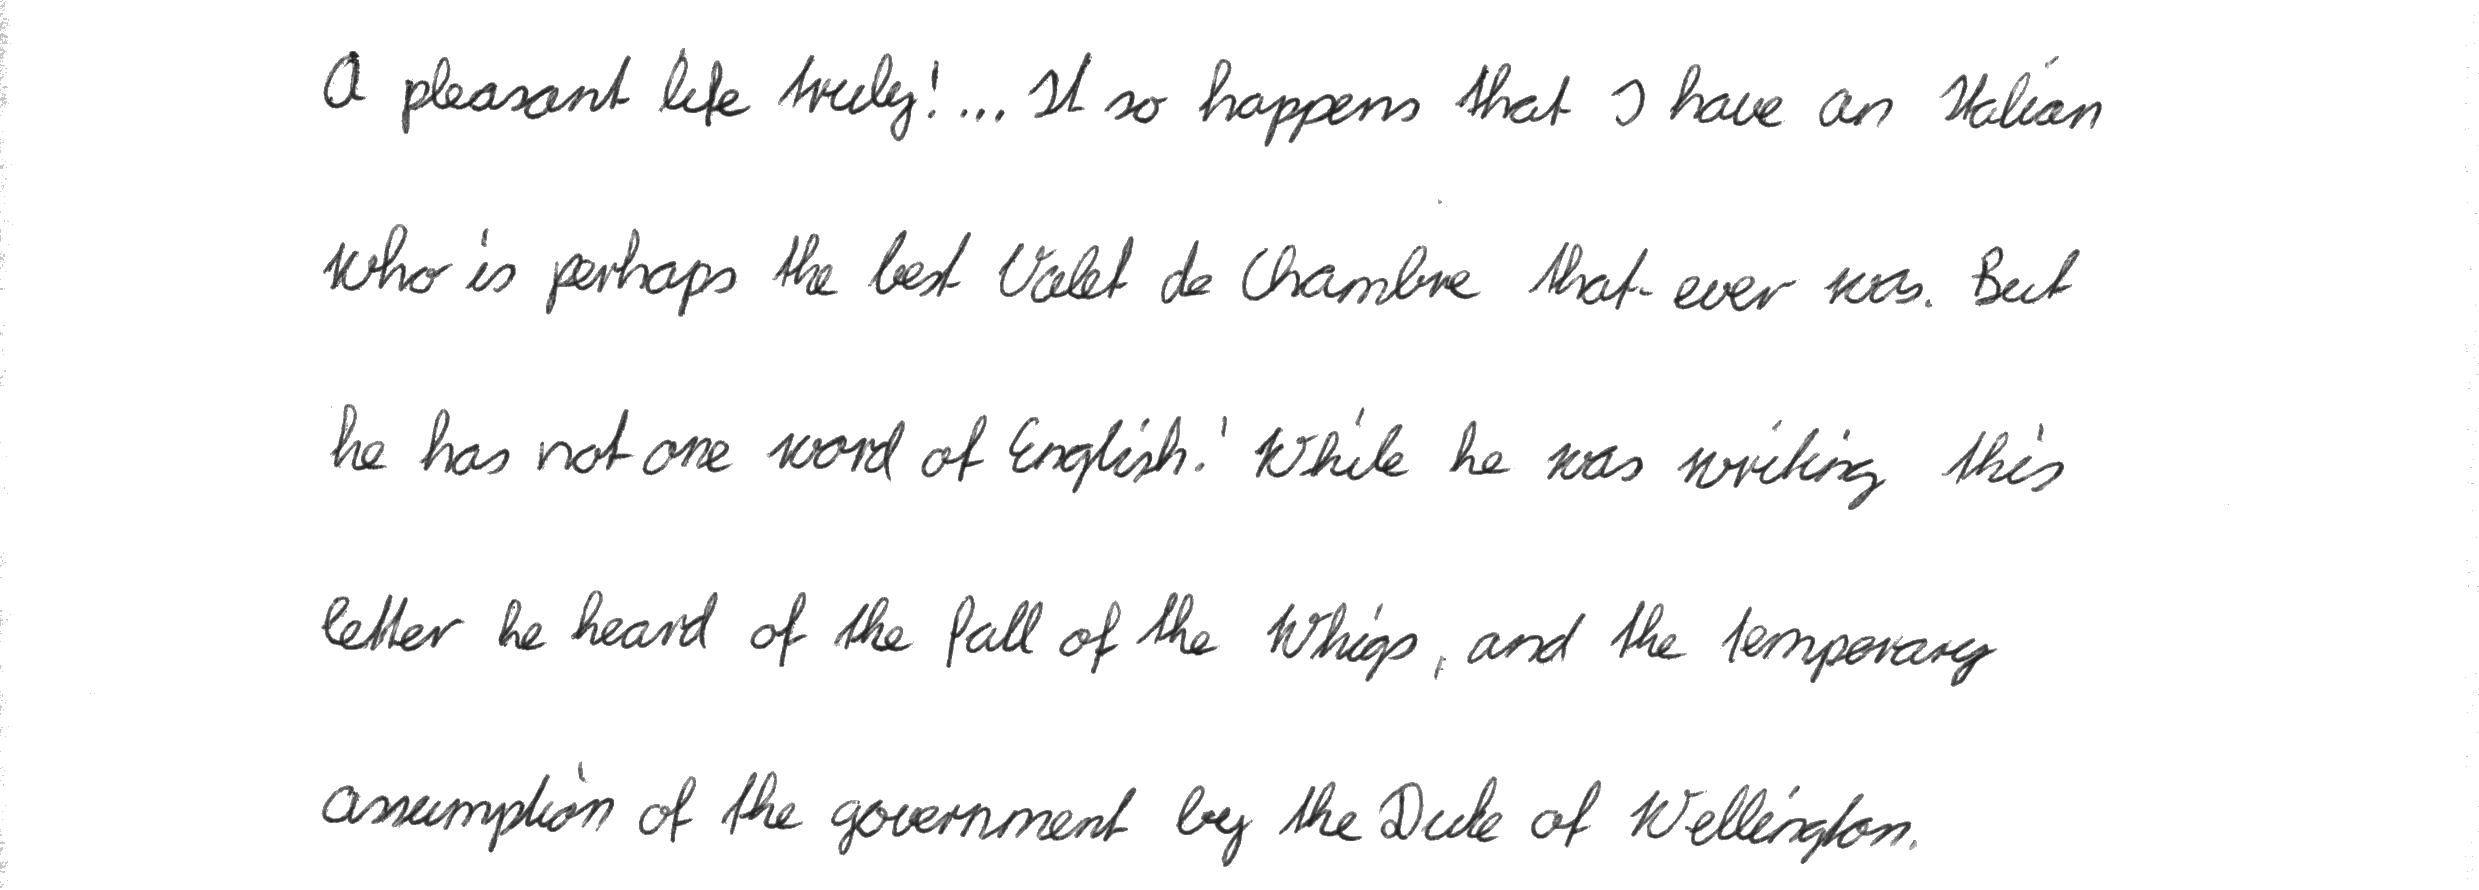 A pleasant life truly!... It so happens that I have an Italian
who is perhaps the best Valet de Chambre that ever was. But
he has not one word of English! While he was writing this
letter he heard of the fall of the Whigs, and the temporary
assumption of the government by the Duke of Wellington.